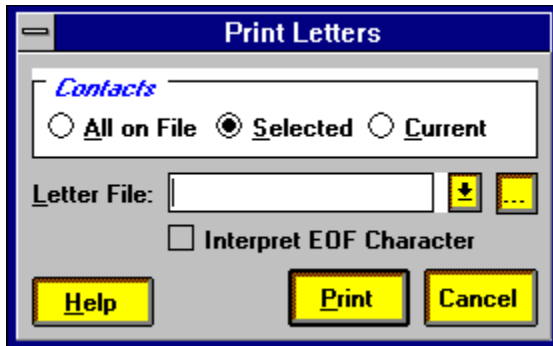 Print Letters
Contacts
All on File Selected Current
Letter File: ...
Interpret EOF Character
Help Print Cancel